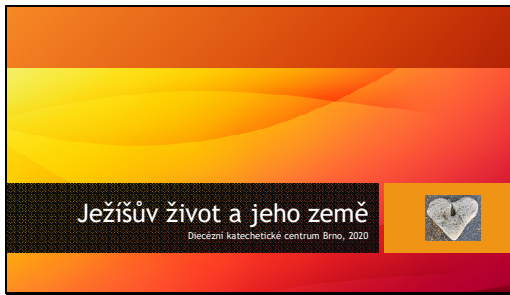 Ježíšův život a jeho země
Diecézní katechetické centrum Brno, 2020